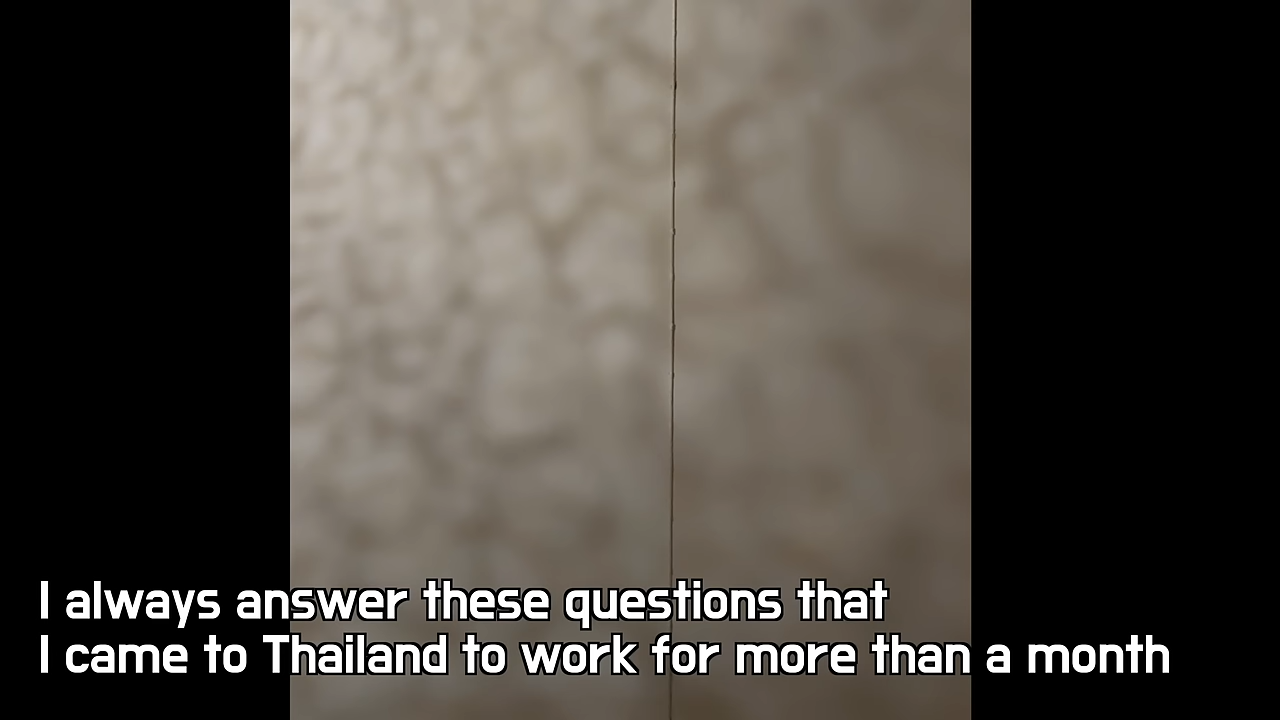 I always answer these questions that
I came to Thailand to work for more than a month